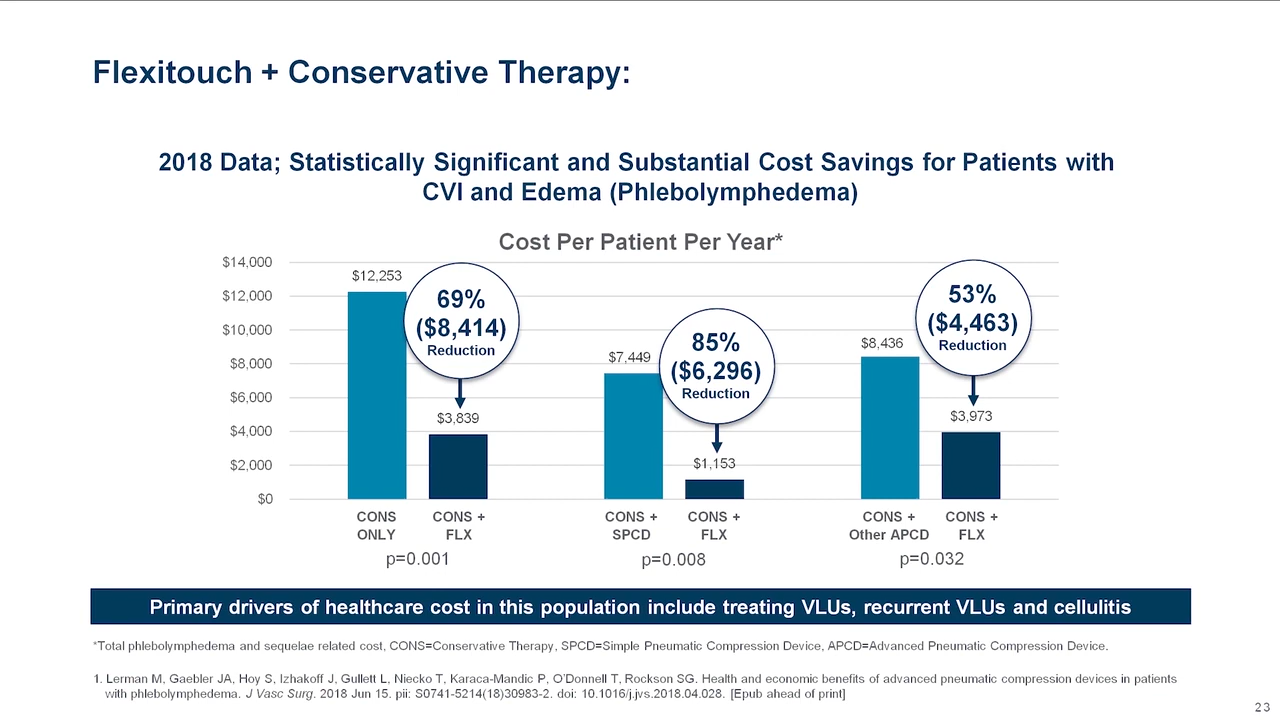 Flexitouch + Conservative Therapy:
2018 Data; Statistically Significant and Substantial Cost Savings for Patients with
CVI and Edema (Phlebolymphedema)
Cost Per Patient Per Year*
$14,000
$12,000
$10,000
$8,000
$6,000
$4,000
$2,000
$0
$12,253
69%
($8,414)
Reduction
$3,839
$7,449
85%
($6,296)
Reduction
$1,153
$8,436
53%
($4,463)
Reduction
$3,973
CONS
ONLY
CONS +
FLX
CONS +
SPCD
CONS +
FLX
CONS +
Other APCD
CONS +
FLX
p=0.001
p=0.008
p=0.032
Primary drivers of healthcare cost in this population include treating VLUs, recurrent VLUs and cellulitis
*Total phlebolymphedema and sequelae related cost, CONS=Conservative Therapy, SPCD=Simple Pneumatic Compression Device, APCD=Advanced Pneumatic Compression Device.
1. Lerman M, Gaebler JA, Hoy S, Izhakoff J, Gullett L, Niecko T, Karaca-Mandic P, O'Donnell T, Rockson SG. Health and economic benefits of advanced pneumatic compression devices in patients
with phlebolymphedema. J Vasc Surg. 2018 Jun 15. pii: S0741-5214(18)30983-2. doi: 10.1016/j.jvs.2018.04.028. [Epub ahead of print]
23